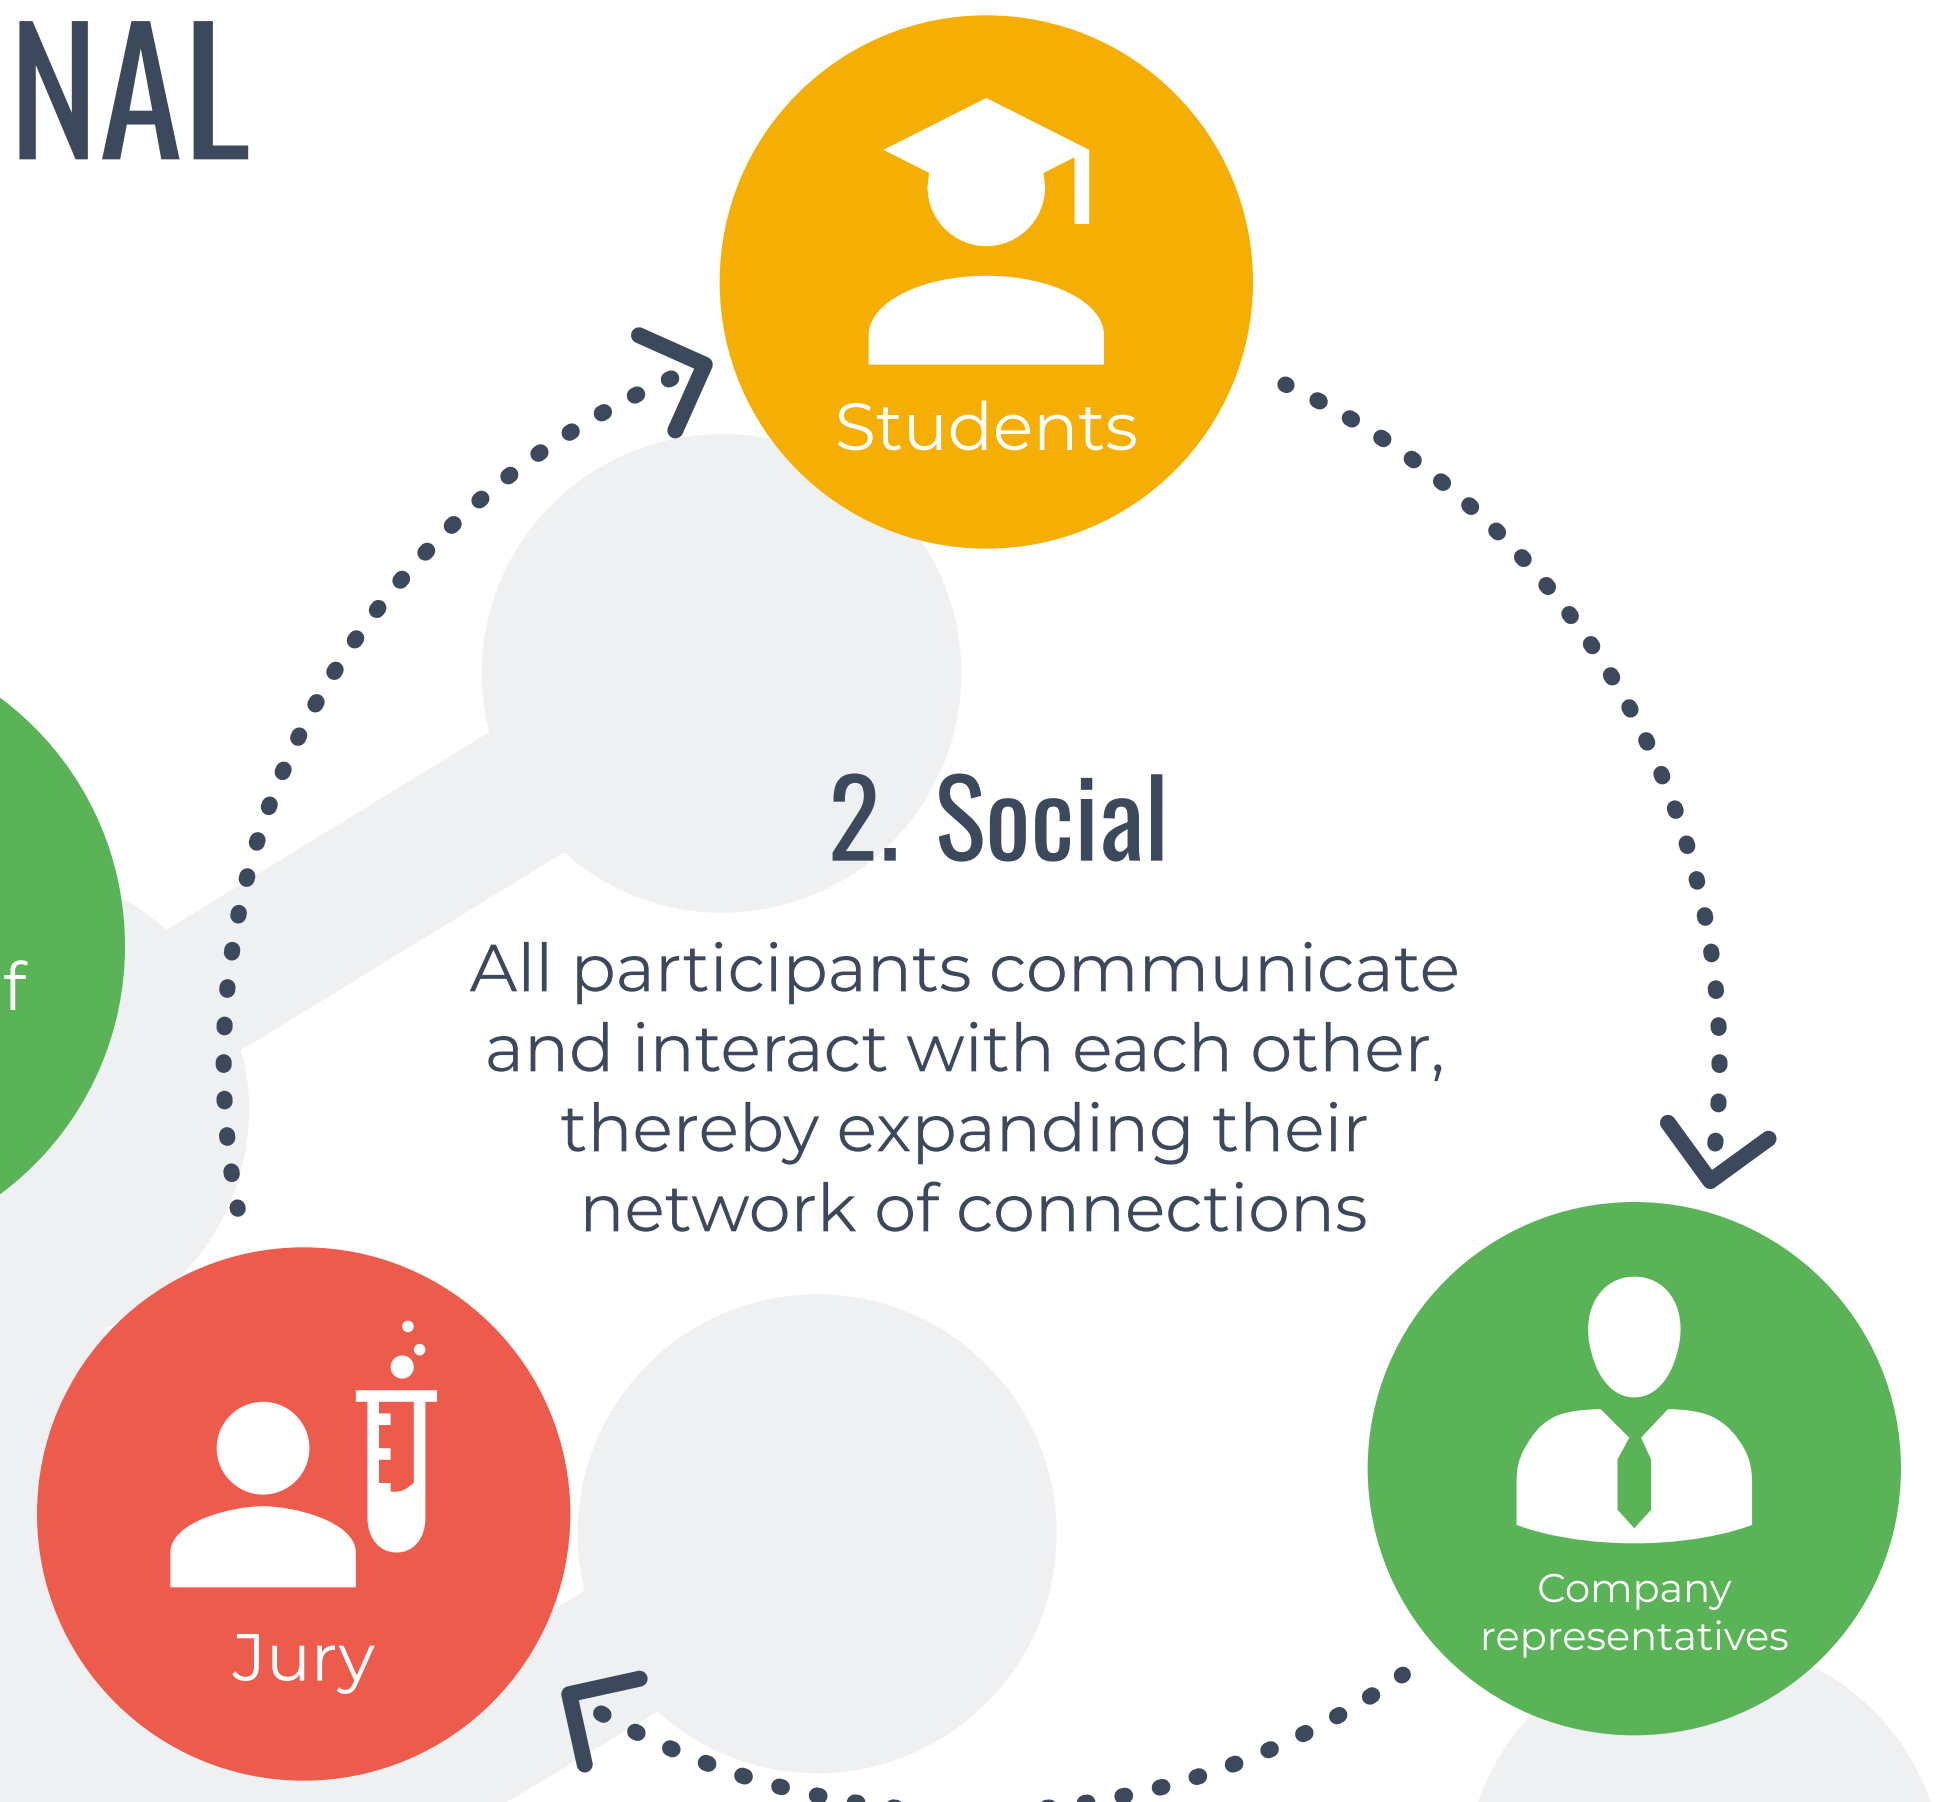 NAL
Students
2. Social
All participants communicate
and interact with each other,
thereby expanding their
network of connections
f
Jury
Company
representatives